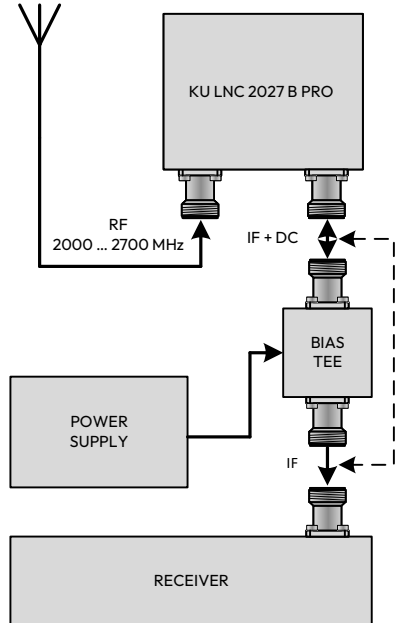 KU LNC 2027 B PRO
RF
2000 ... 2700 MHz
IF + DC
BIAS
TEE
POWER
SUPPLY
IF
RECEIVER